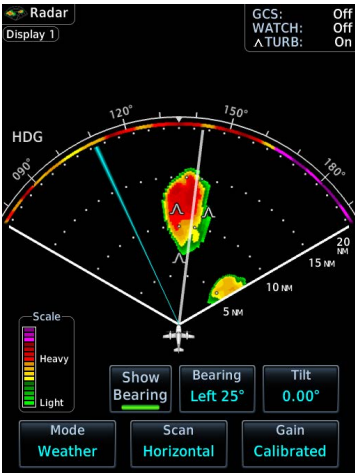 Radar
Display 1
GCS: Off
WATCH: Off
TURB: On
HDG
090°
120°
150°
180°
20
NM
15 NM
10 NM
5 NM
Scale
Heavy
Light
Show
Bearing
Bearing
Left 25°
Tilt
0.00°
Mode
Weather
Scan
Horizontal
Gain
Calibrated